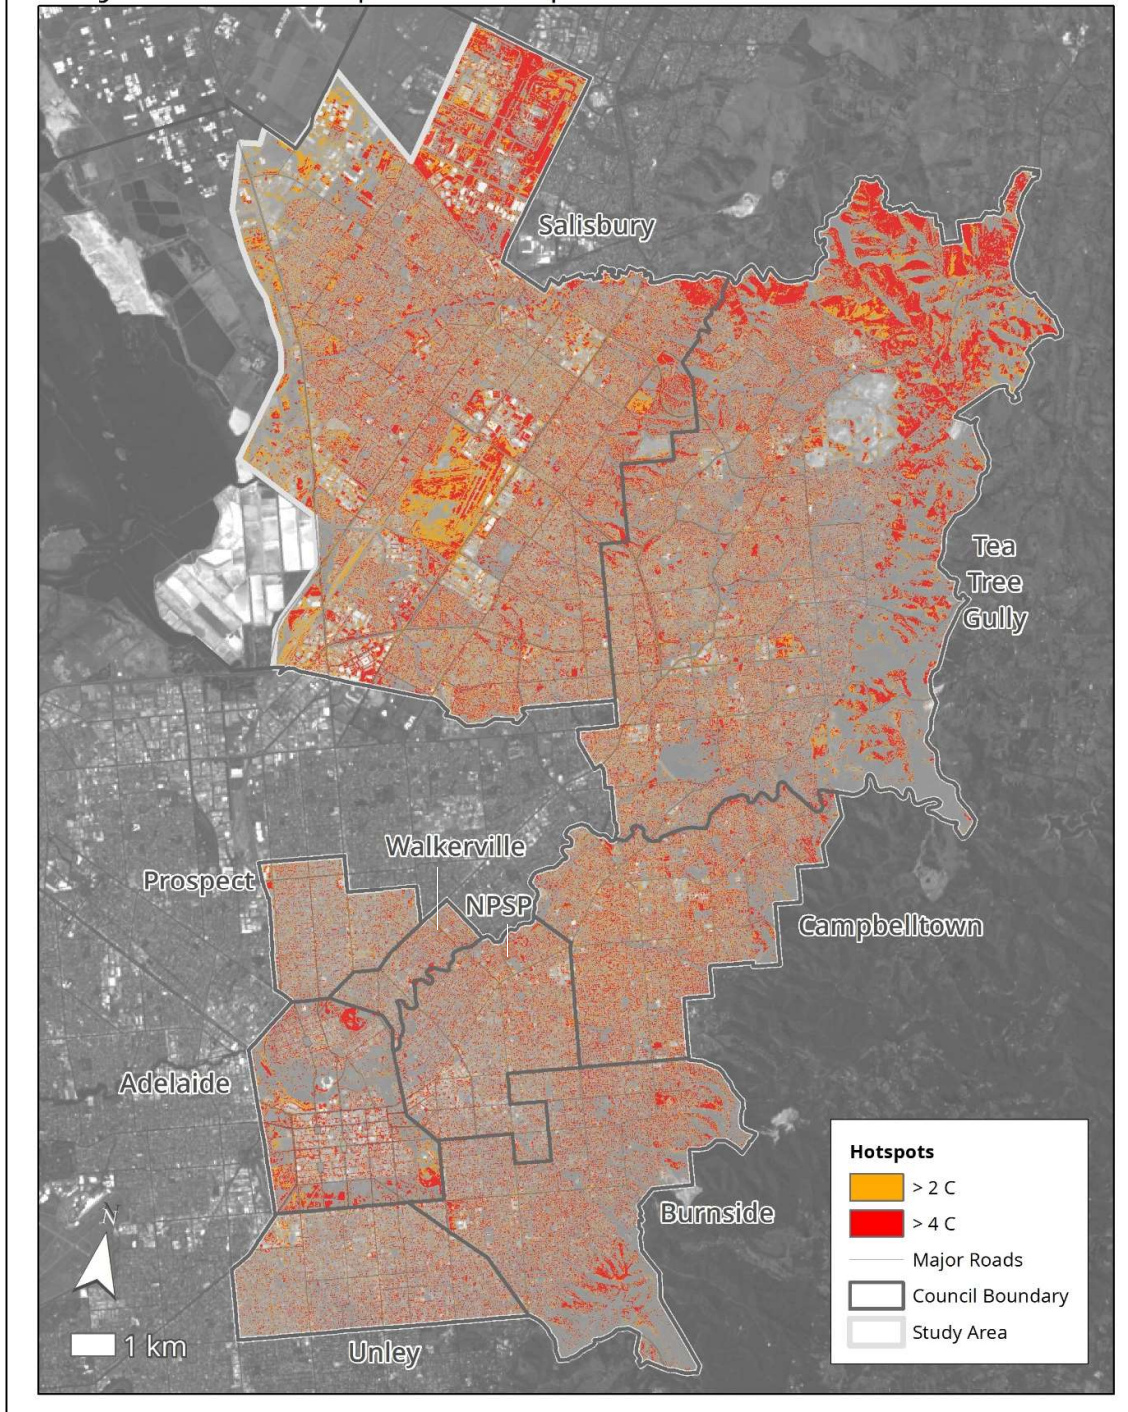 Salisbury
Tea
Tree
Gully
Walkerville
Prospect
NPSP
Campbelltown
Adelaide
Hotspots
> 2 C
> 4 C
Major Roads
Council Boundary
Study Area
Burnside
N
1 km
Unley